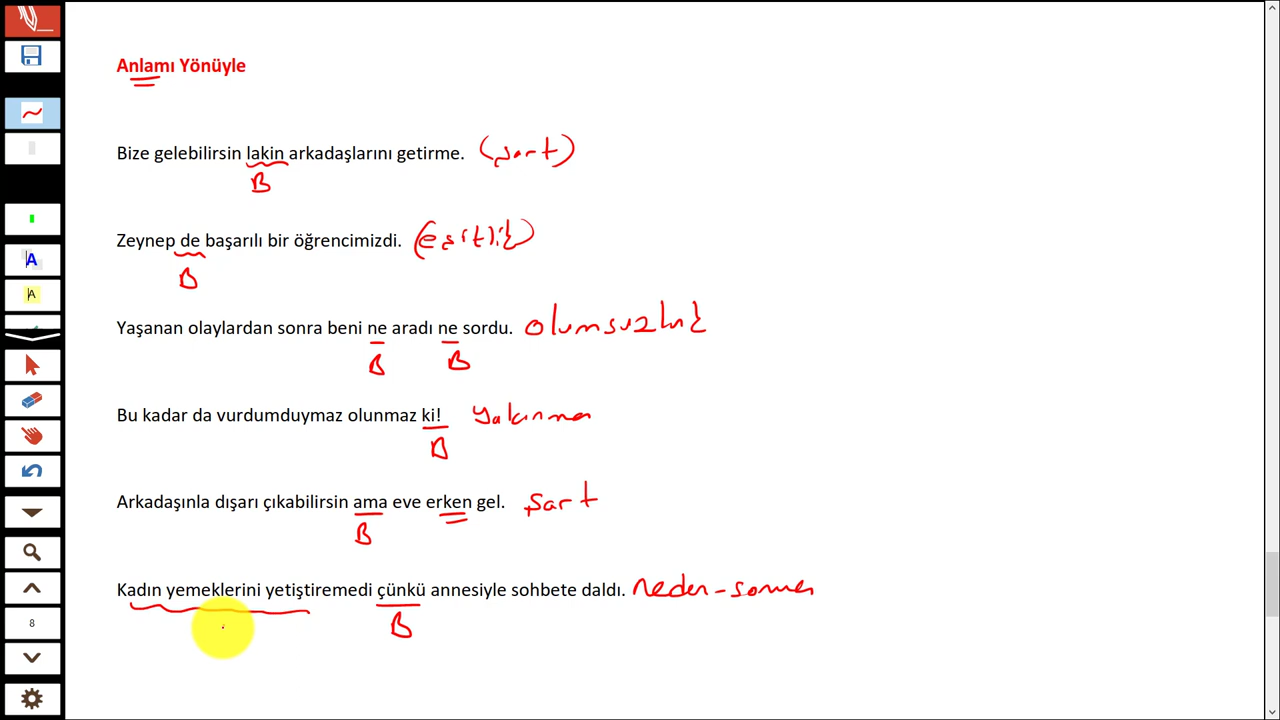 Anlamı Yönüyle
Bize gelebilirsin lakin arkadaşlarını getirme. (şart)
B
Zeynep de başarılı bir öğrencimizdi. (eşitlik)
B
Yaşanan olaylardan sonra beni ne aradı ne sordu. olumsuzluk
B B
Bu kadar da vurdumduymaz olunmaz ki! Yakınma
B
Arkadaşınla dışarı çıkabilirsin ama eve erken gel. şart
B
Kadın yemeklerini yetiştiremedi çünkü annesiyle sohbete daldı. neden-sonuç
B
A
A
8